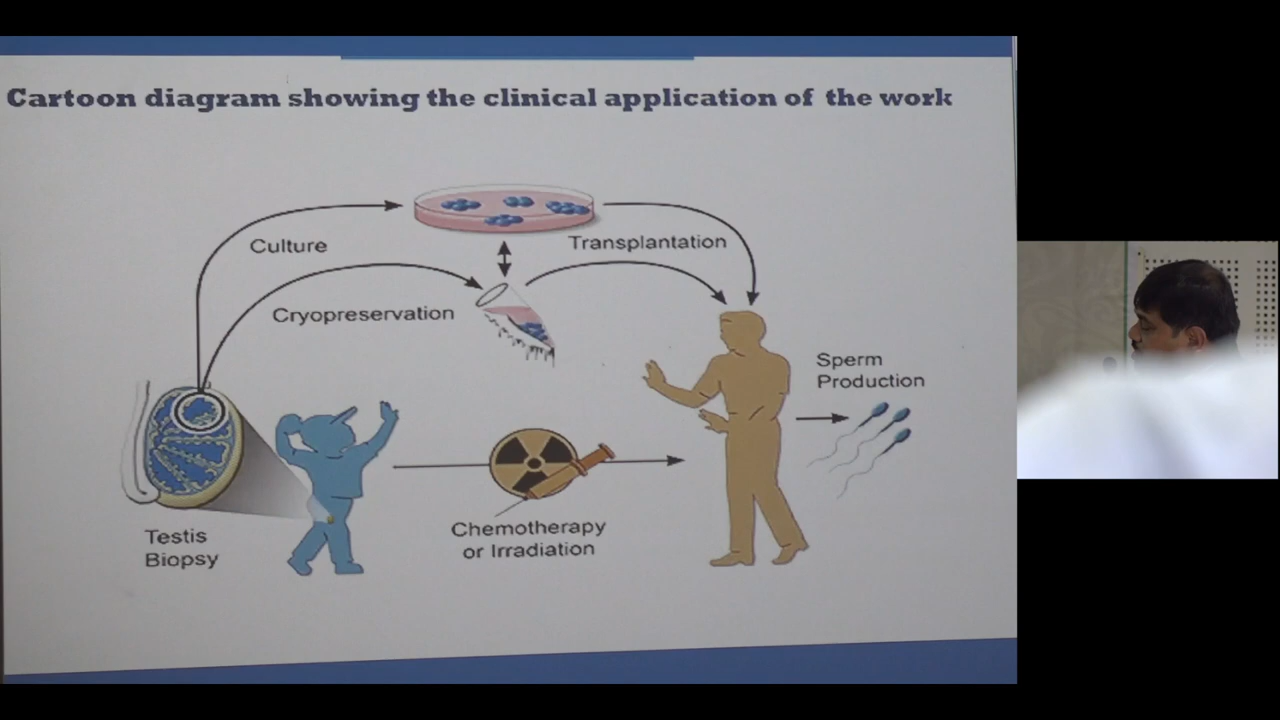 Cartoon diagram showing the clinical application of the work
Culture
Transplantation
Cryopreservation
Sperm
Production
Testis
Biopsy
Chemotherapy
or Irradiation